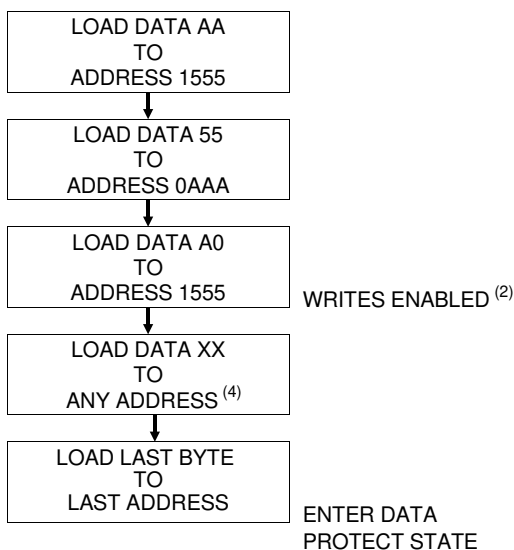 LOAD DATA AA
TO
ADDRESS 1555
LOAD DATA 55
TO
ADDRESS 0AAA
LOAD DATA A0
TO
ADDRESS 1555
WRITES ENABLED (2)
LOAD DATA XX
TO
ANY ADDRESS (4)
LOAD LAST BYTE
TO
LAST ADDRESS
ENTER DATA
PROTECT STATE